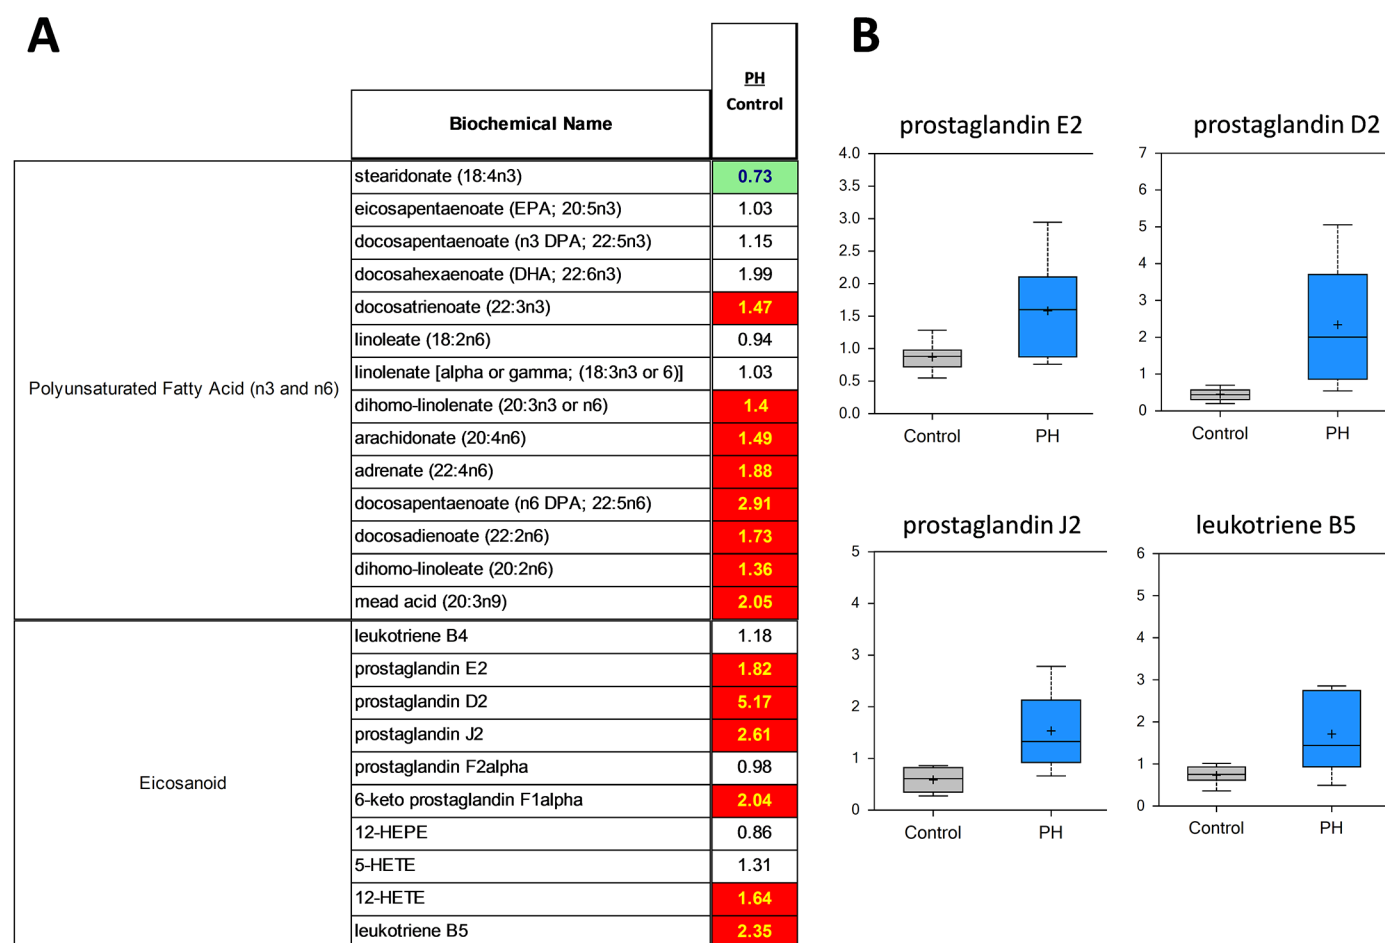 A
PH
Control
Biochemical Name
Polyunsaturated Fatty Acid (n3 and n6)
stearidonate (18:4n3) 0.73
eicosapentaenoate (EPA; 20:5n3) 1.03
docosapentaenoate (n3 DPA; 22:5n3) 1.15
docosahexaenoate (DHA; 22:6n3) 1.99
docosatrienoate (22:3n3) 1.47
linoleate (18:2n6) 0.94
linolenate [alpha or gamma; (18:3n3 or 6)] 1.03
dihomo-linolenate (20:3n3 or n6) 1.4
arachidonate (20:4n6) 1.49
adrenate (22:4n6) 1.88
docosapentaenoate (n6 DPA; 22:5n6) 2.91
docosadienoate (22:2n6) 1.73
dihomo-linoleate (20:2n6) 1.36
mead acid (20:3n9) 2.05
Eicosanoid
leukotriene B4 1.18
prostaglandin E2 1.82
prostaglandin D2 5.17
prostaglandin J2 2.61
prostaglandin F2alpha 0.98
6-keto prostaglandin F1alpha 2.04
12-HEPE 0.86
5-HETE 1.31
12-HETE 1.64
leukotriene B5 2.35
B
prostaglandin E2
4.0
3.5
3.0
2.5
2.0
1.5
1.0
0.5
0.0
Control PH
prostaglandin D2
7
6
5
4
3
2
1
0
Control PH
prostaglandin J2
5
4
3
2
1
0
Control PH
leukotriene B5
6
5
4
3
2
1
0
Control PH